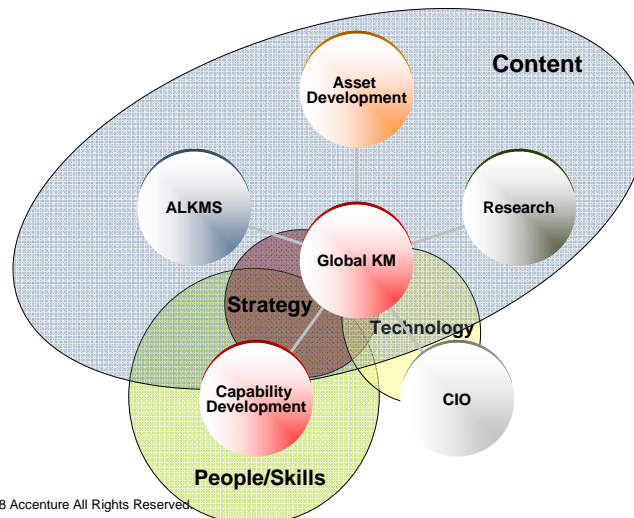 Content
Asset
Development
ALKMS
Research
Global KM
Strategy
Technology
Capability
Development
CIO
People/Skills
8 Accenture All Rights Reserved.